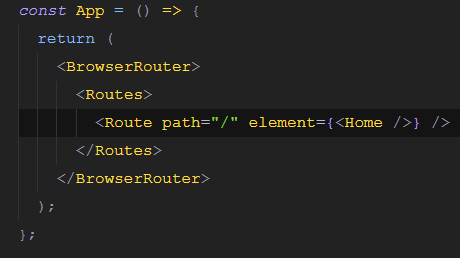 const App = () => {
  return (
    <BrowserRouter>
      <Routes>
        <Route path="/" element={<Home />} />
      </Routes>
    </BrowserRouter>
  );
};